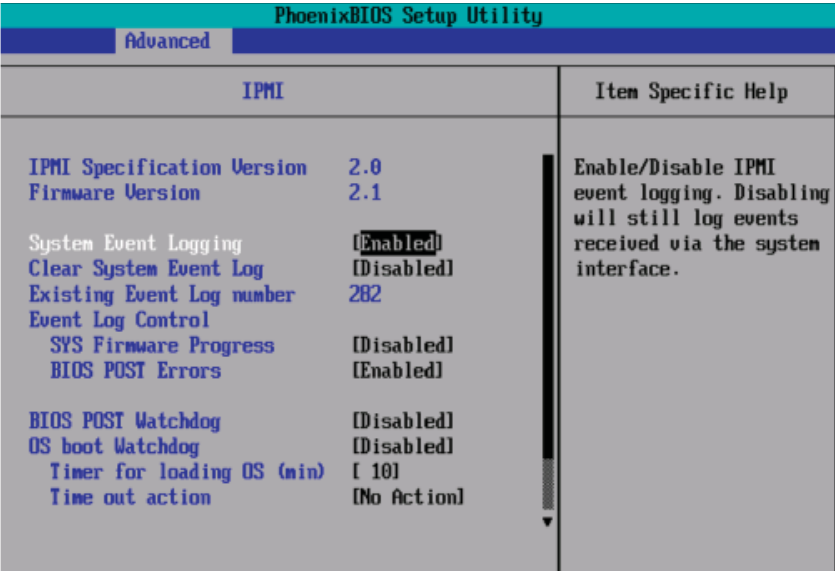 PhoenixBIOS Setup Utility
Advanced
IPMI
IPMI Specification Version 2.0
Firmware Version 2.1
System Event Logging [Enabled]
Clear System Event Log [Disabled]
Existing Event Log number 282
Event Log Control
SYS Firmware Progress [Disabled]
BIOS POST Errors [Enabled]
BIOS POST Watchdog [Disabled]
OS boot Watchdog [Disabled]
Timer for loading OS (min) [ 10]
Time out action [No Action]
Item Specific Help
Enable/Disable IPMI
event logging. Disabling
will still log events
received via the system
interface.